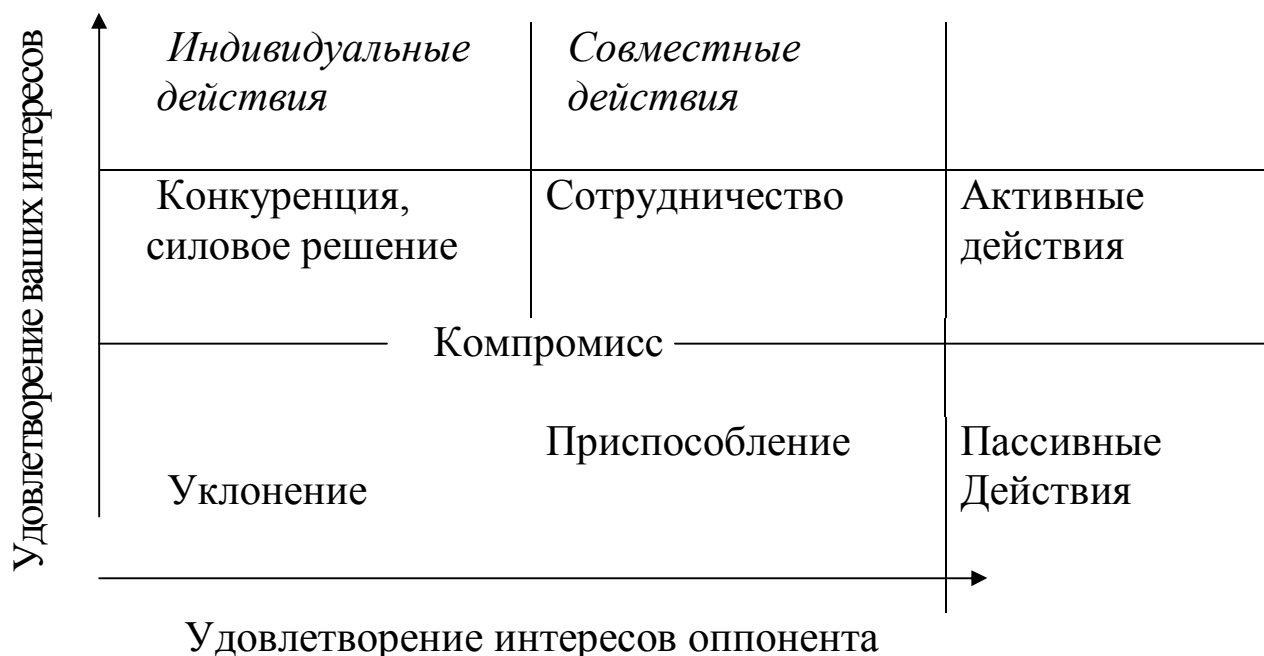 Удовлетворение ваших интересов
Индивидуальные
действия
Совместные
действия
Конкуренция,
силовое решение
Сотрудничество
Активные
действия
Компромисс
Приспособление
Уклонение
Пассивные
Действия
Удовлетворение интересов оппонента